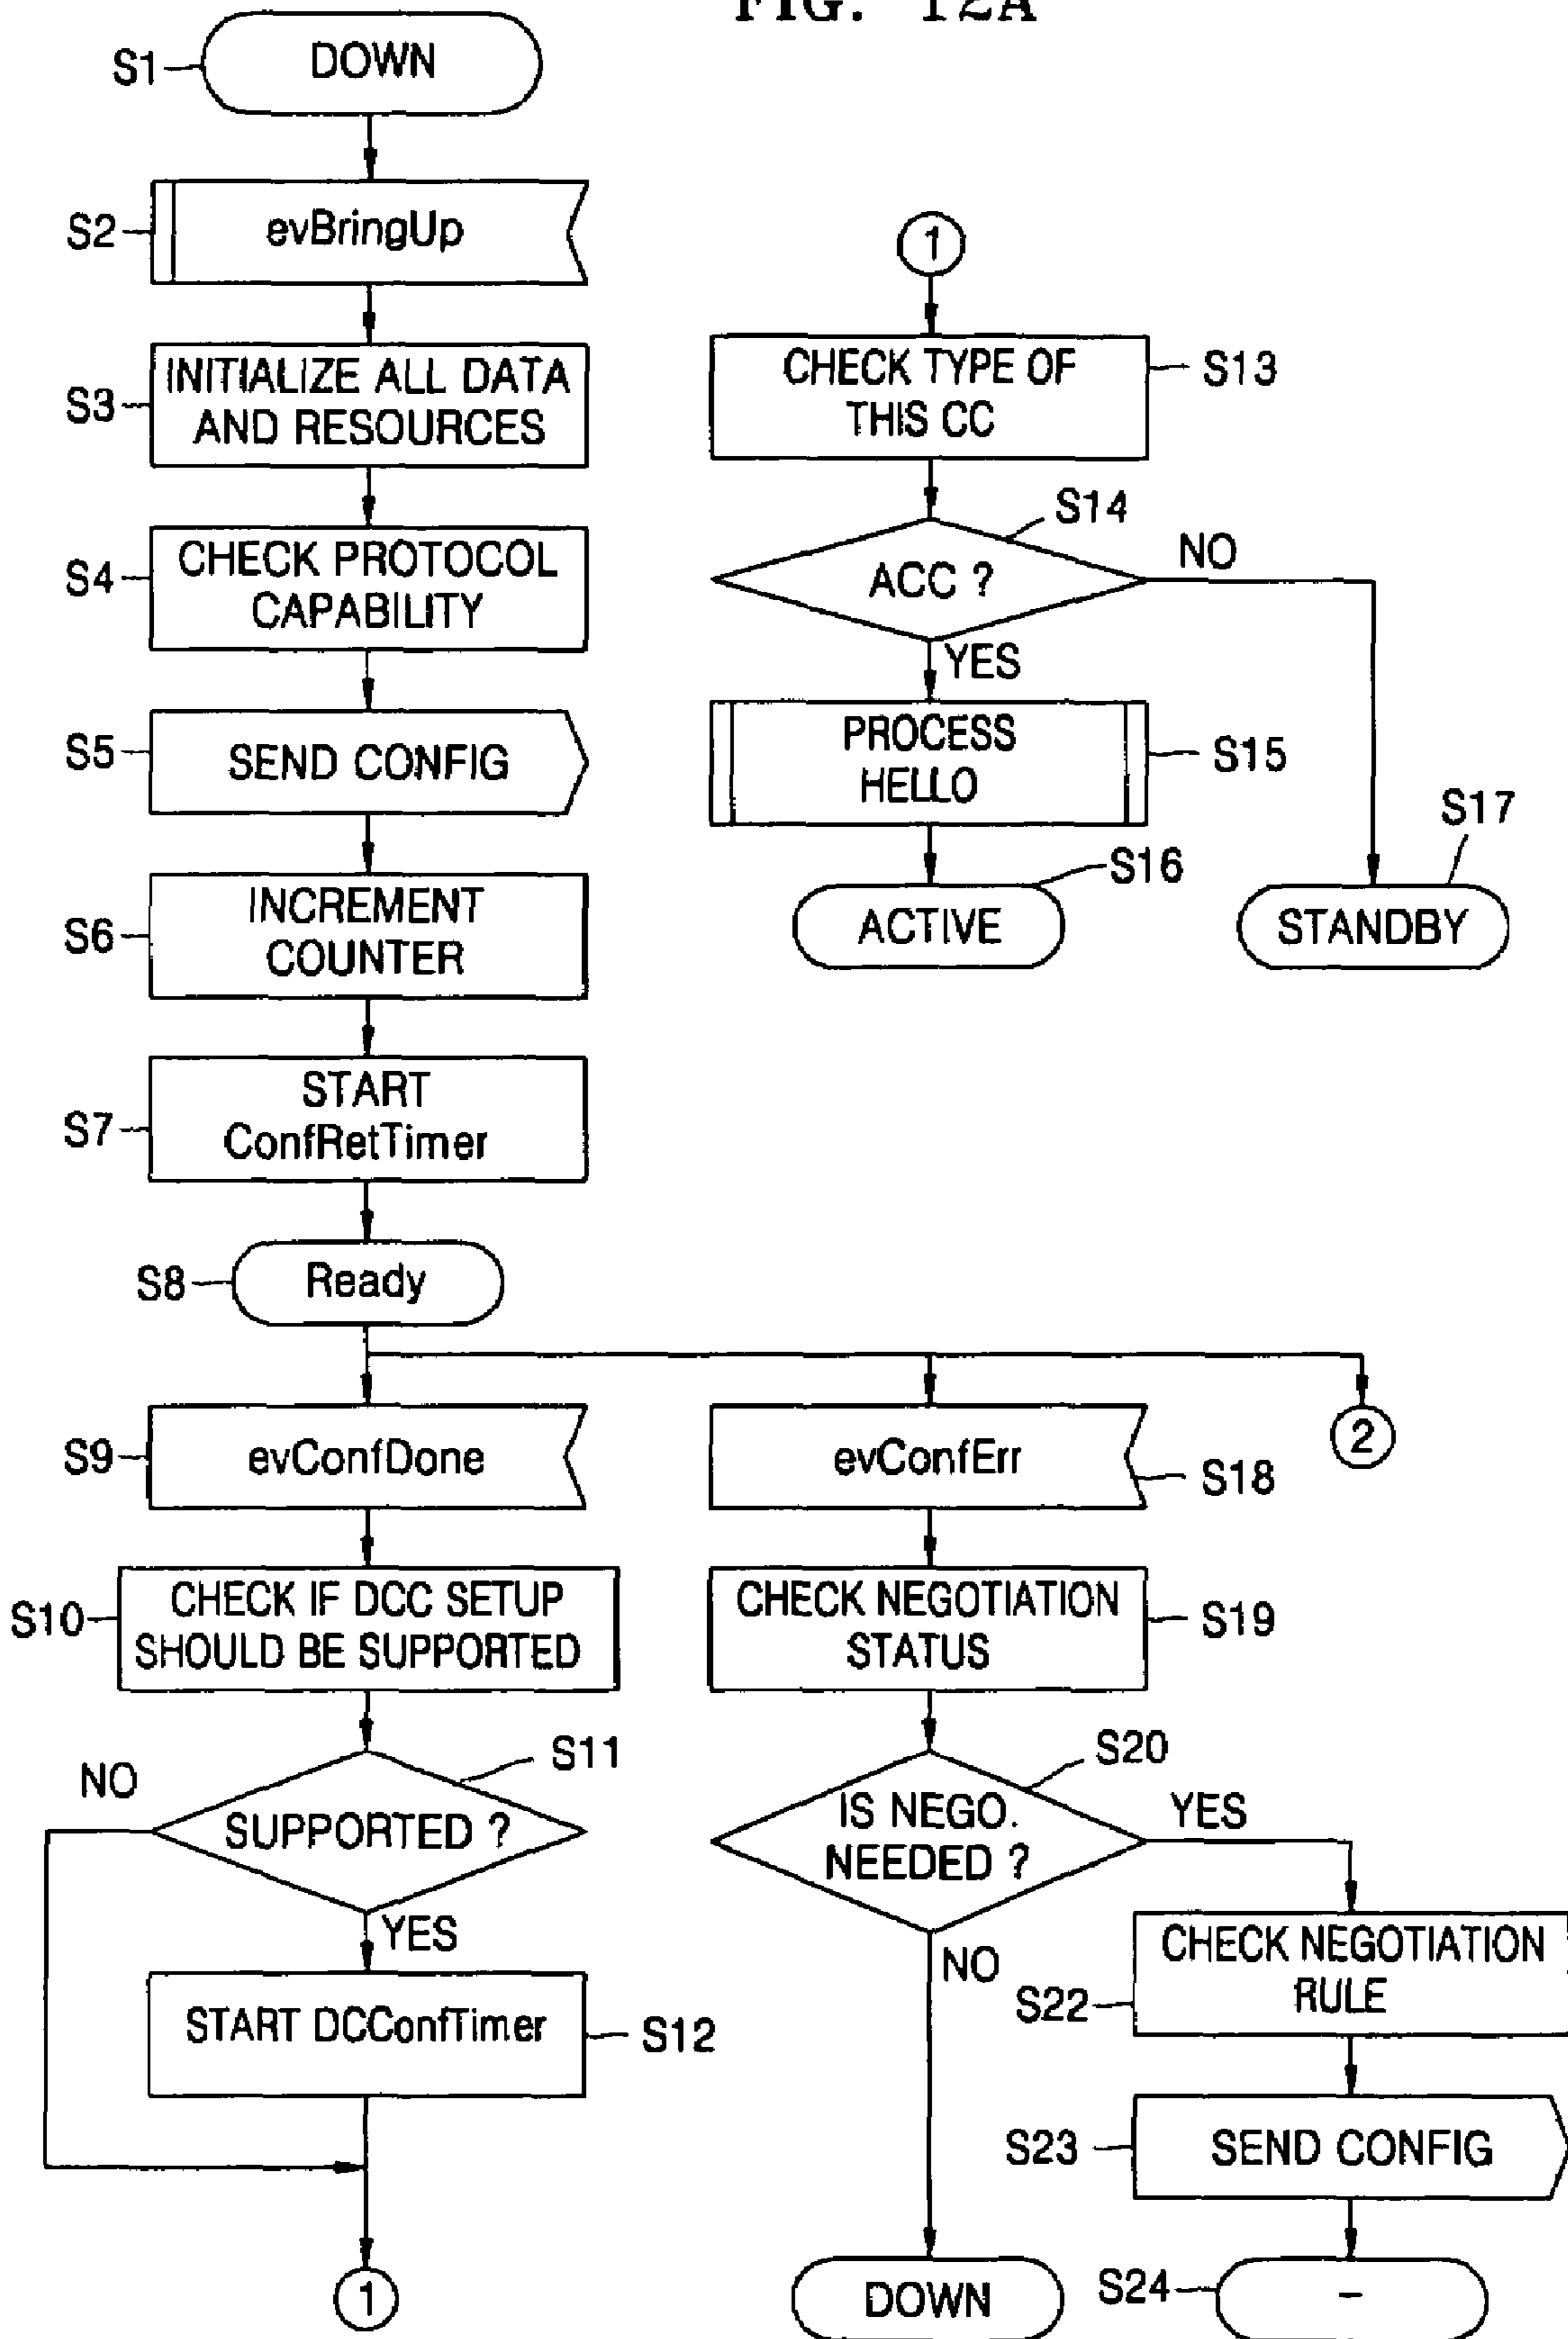 FIG. 12A
S1
DOWN
S2
evBringUp
S3
INITIALIZE ALL DATA
AND RESOURCES
S4
CHECK PROTOCOL
CAPABILITY
S5
SEND CONFIG
S6
INCREMENT
COUNTER
S7
START
ConfRetTimer
S8
Ready
S9
evConfDone
S10
CHECK IF DCC SETUP
SHOULD BE SUPPORTED
S11
NO
SUPPORTED ?
YES
START DCConfTimer
S12
1
1
CHECK TYPE OF
THIS CC
S13
S14
ACC ?
NO
YES
PROCESS
HELLO
S15
S16
ACTIVE
S17
STANDBY
evConfErr
S18
2
CHECK NEGOTIATION
STATUS
S19
S20
IS NEGO.
NEEDED ?
YES
NO
DOWN
CHECK NEGOTIATION
RULE
S22
S23
SEND CONFIG
S24
–